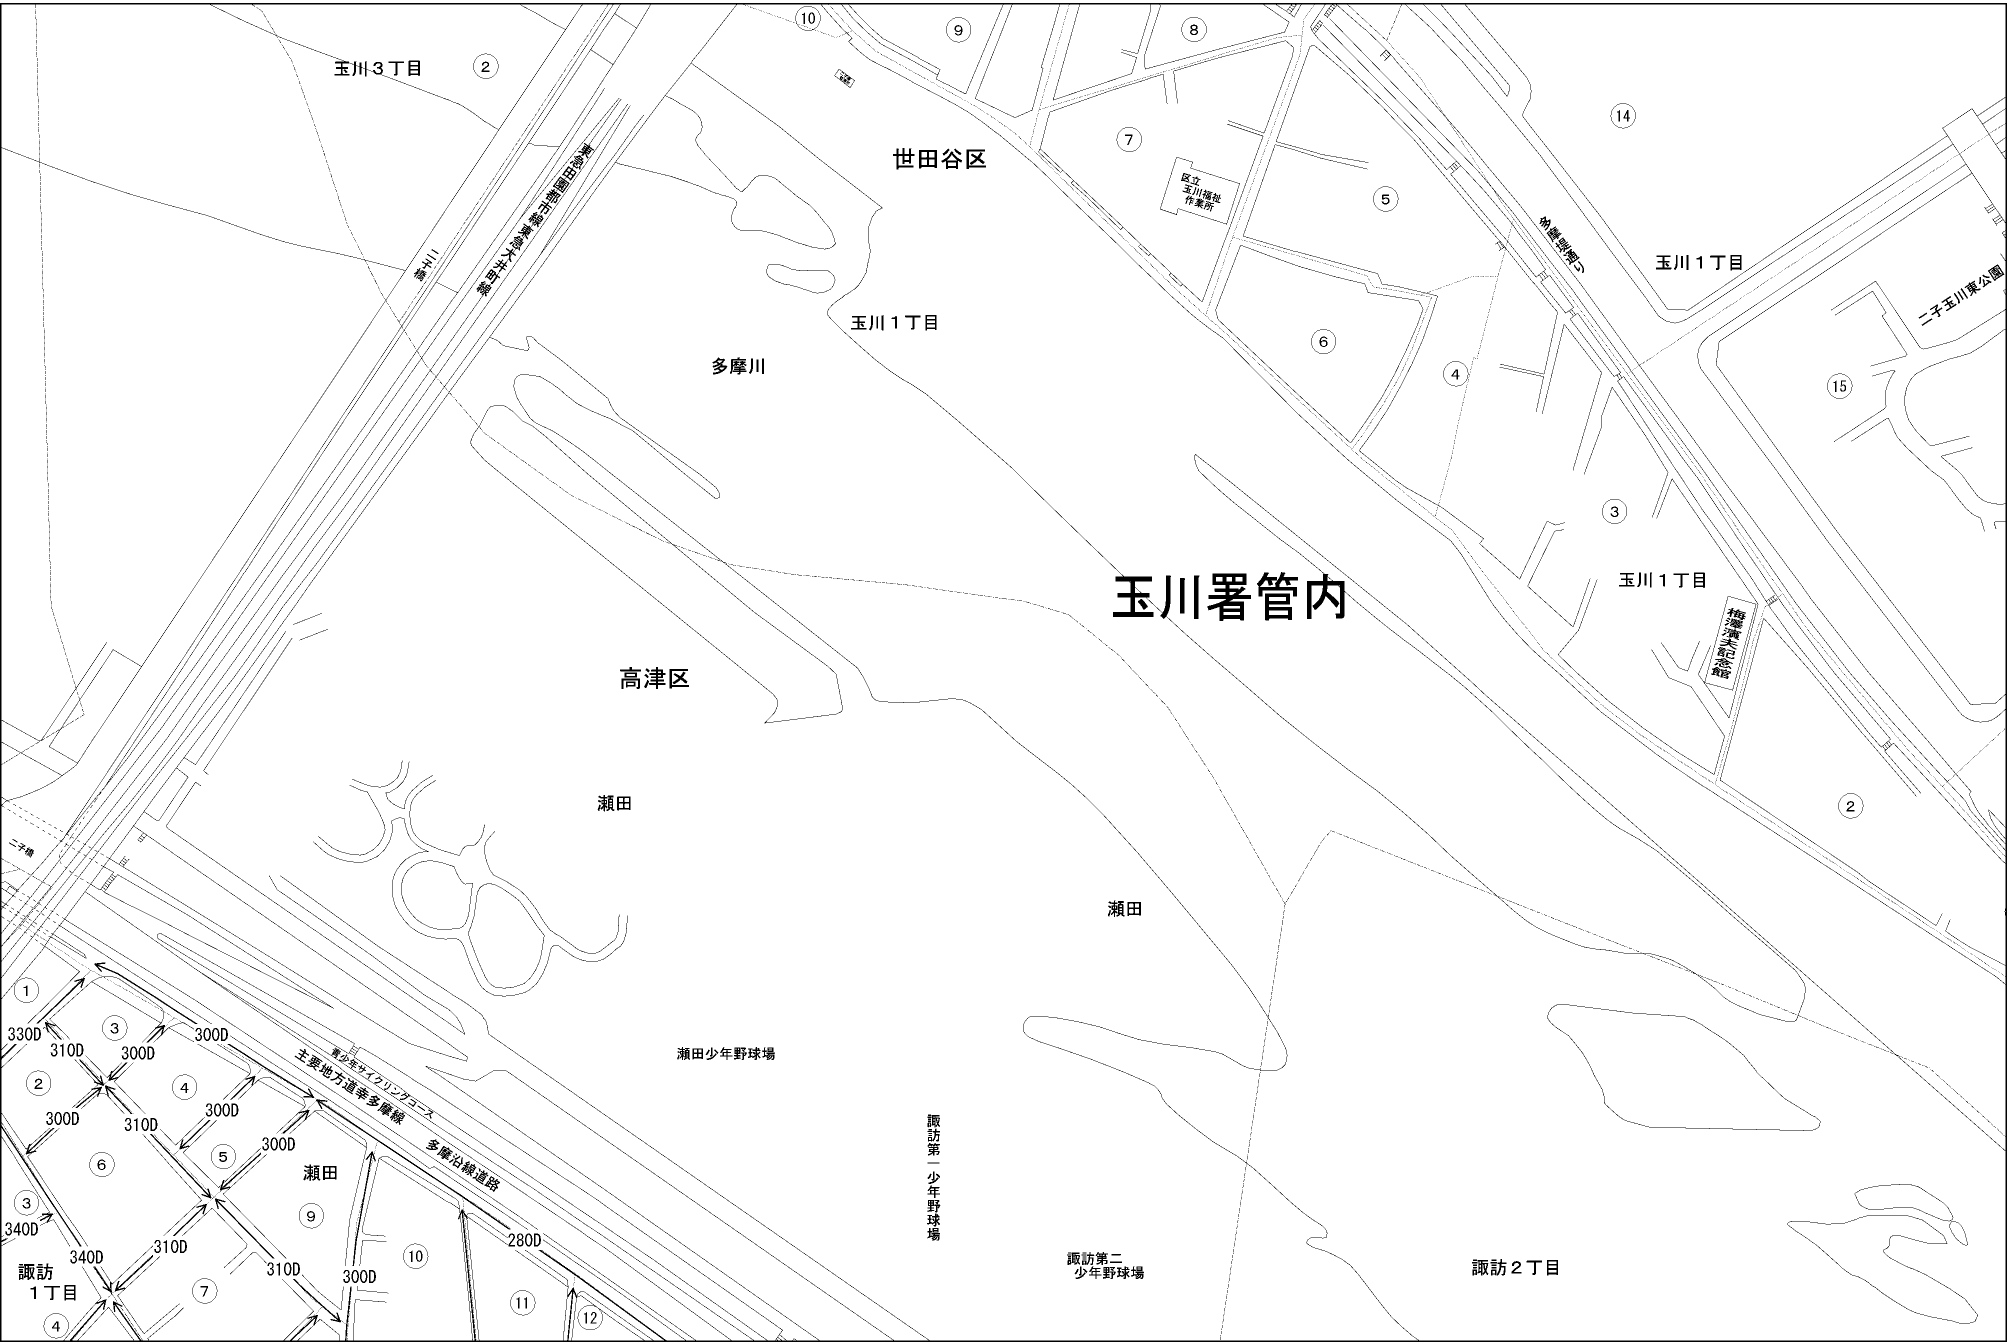 玉川３丁目
②
⑩
⑨
⑧
⑭
⑦
世田谷区
区立
玉川福祉
作業所
⑤
東急田園都市線東急大井町線
二子橋
多摩堤通り
玉川１丁目
二子玉川東公園
玉川１丁目
⑥
多摩川
④
⑮
③
玉川１丁目
玉川署管内
梅澤濱夫記念館
高津区
瀬田
②
二子橋
瀬田
①
③
330D
310D
300D
300D
②
④
300D
300D
310D
300D
主要地方道幸多摩線
青少年サイクリングコース
多摩沿線道路
瀬田少年野球場
⑥
⑤
瀬田
③
⑨
340D
340D
310D
310D
300D
⑩
280D
諏訪
１丁目
④
⑦
⑪
⑫
諏訪第一少年野球場
諏訪第二
少年野球場
諏訪２丁目